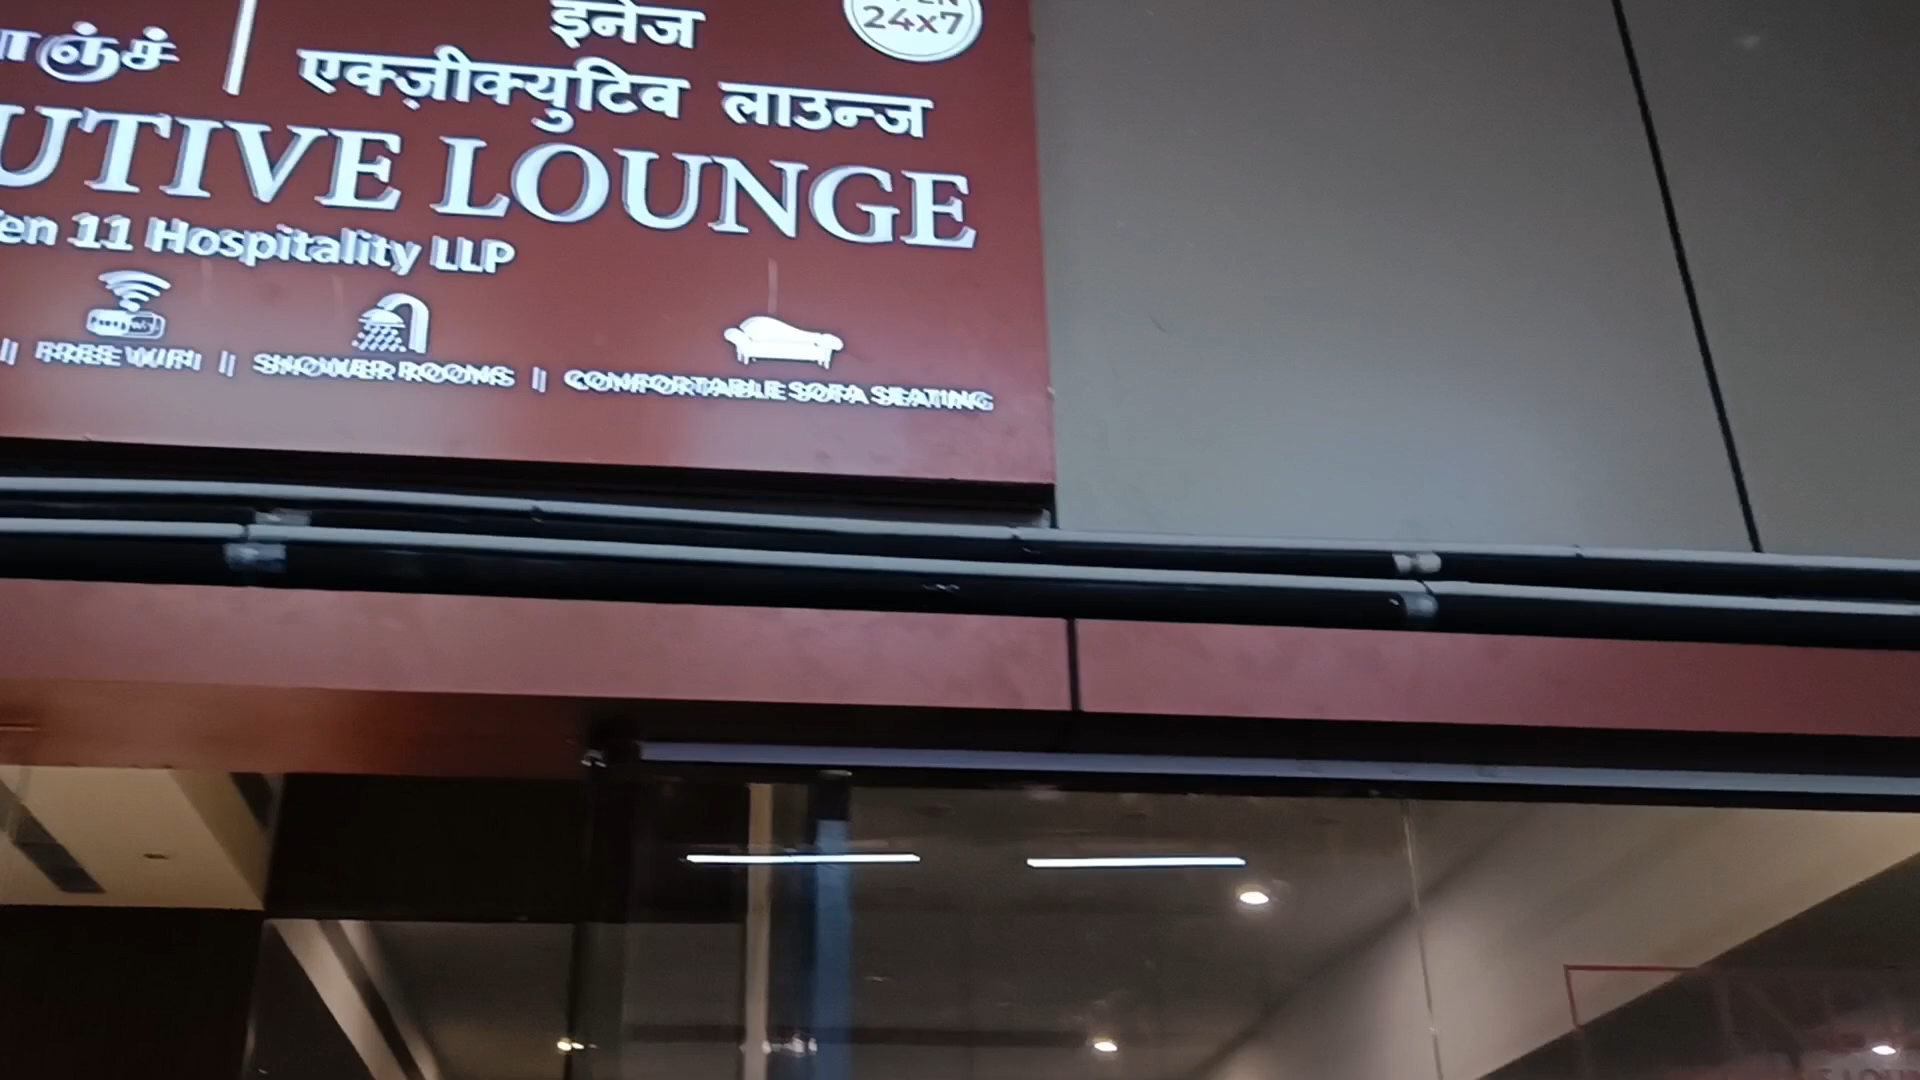 इनेज
24x7
ாஞ்ச் | एक्ज़ीक्युटिव लाउन्ज
UTIVE LOUNGE
en 11 Hospitality LLP
|| FREE WIFI || SHOWER ROOMS || COMFORTABLE SOFA SEATING